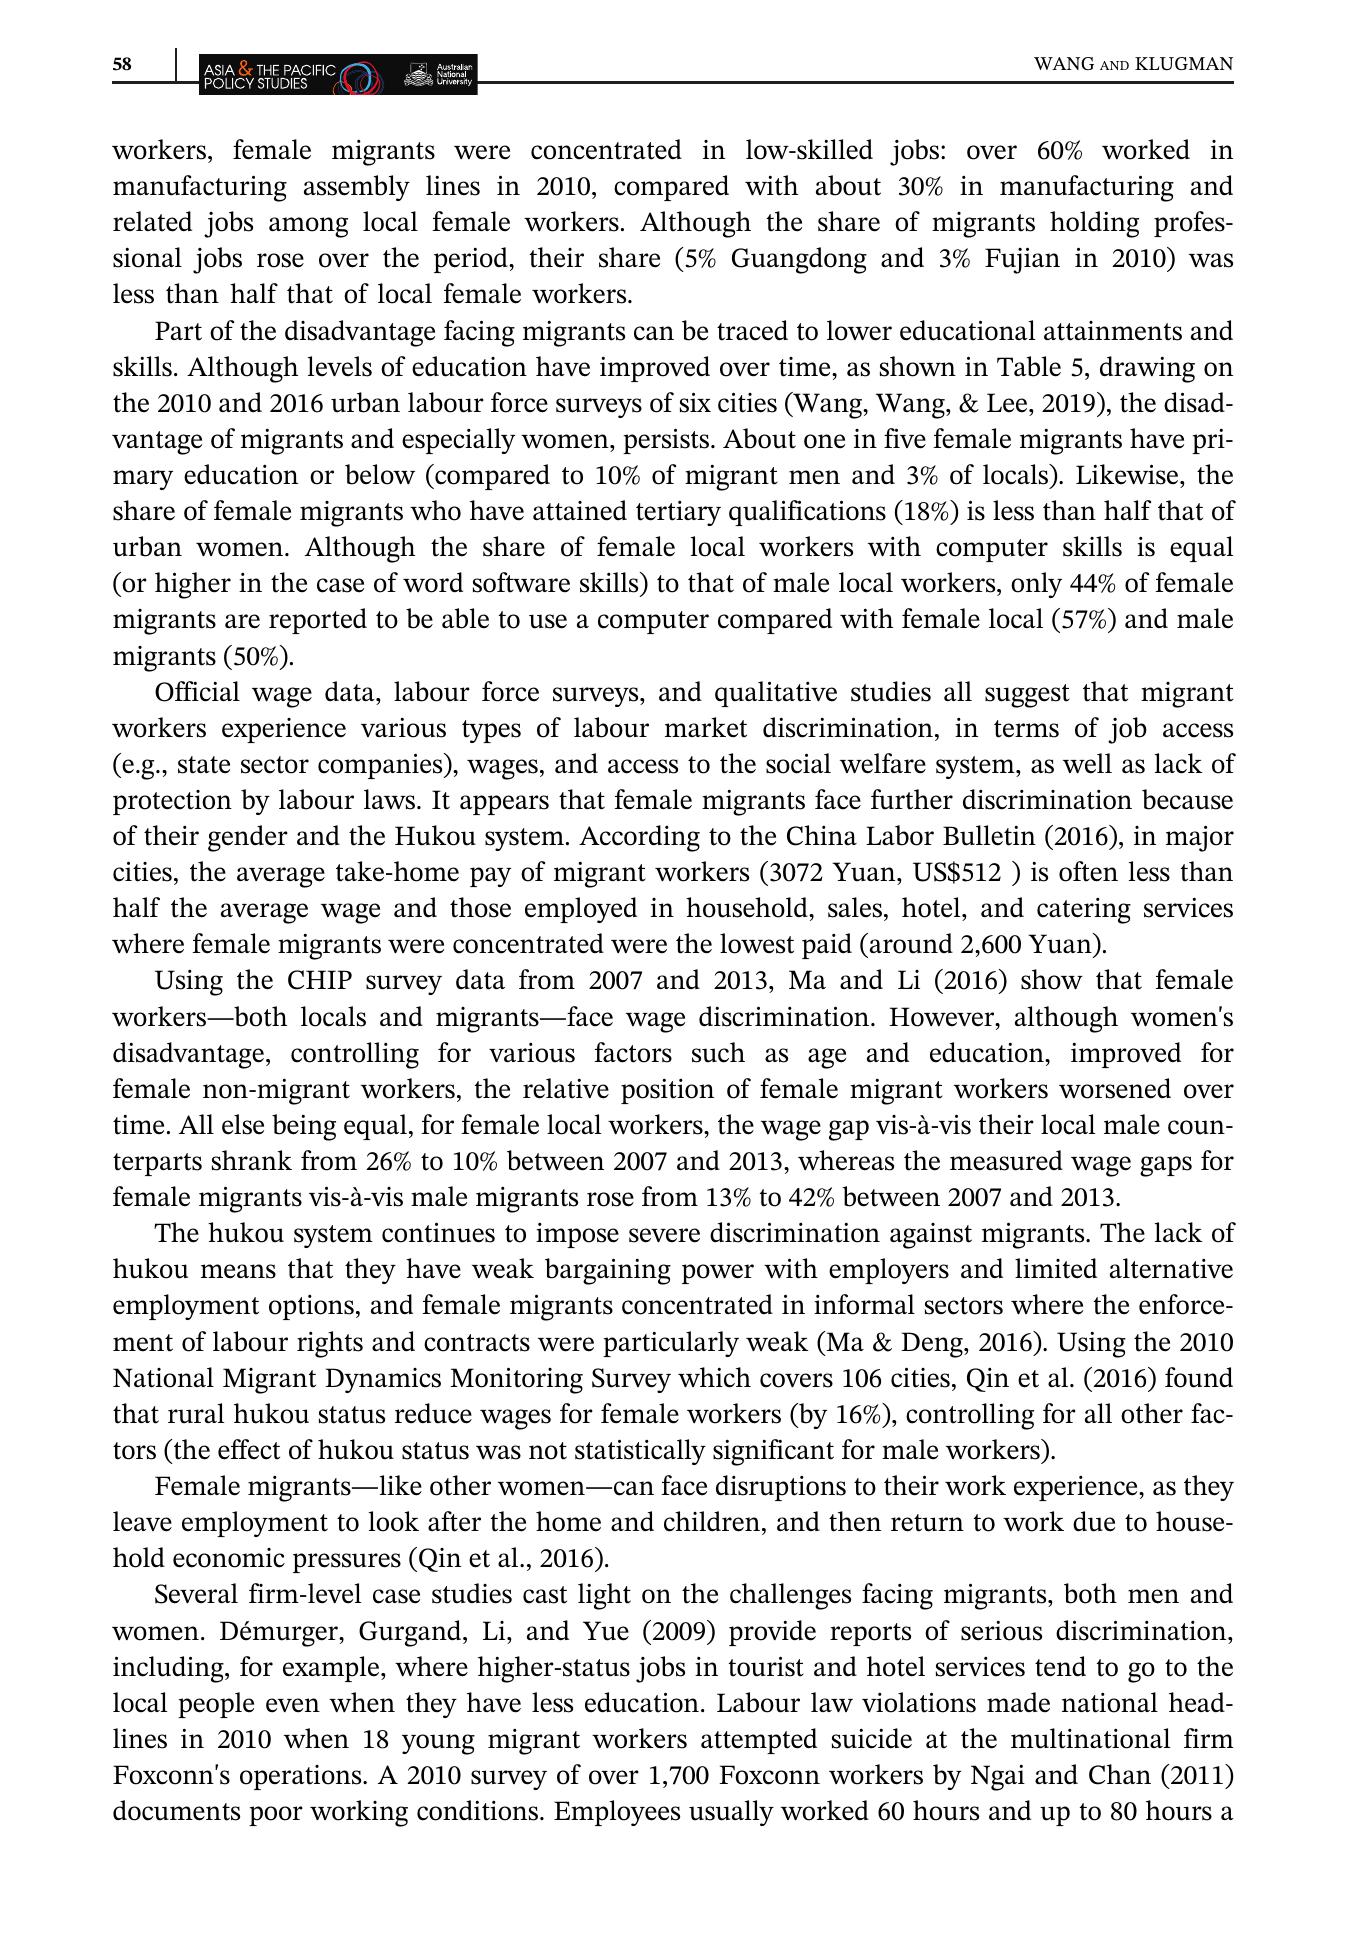 58
ASIA & THE PACIFIC
POLICY STUDIES
Australian
National
University
WANG AND KLUGMAN
workers, female migrants were concentrated in low-skilled jobs: over 60% worked in
manufacturing assembly lines in 2010, compared with about 30% in manufacturing and
related jobs among local female workers. Although the share of migrants holding profes-
sional jobs rose over the period, their share (5% Guangdong and 3% Fujian in 2010) was
less than half that of local female workers.
Part of the disadvantage facing migrants can be traced to lower educational attainments and
skills. Although levels of education have improved over time, as shown in Table 5, drawing on
the 2010 and 2016 urban labour force surveys of six cities (Wang, Wang, & Lee, 2019), the disad-
vantage of migrants and especially women, persists. About one in five female migrants have pri-
mary education or below (compared to 10% of migrant men and 3% of locals). Likewise, the
share of female migrants who have attained tertiary qualifications (18%) is less than half that of
urban women. Although the share of female local workers with computer skills is equal
(or higher in the case of word software skills) to that of male local workers, only 44% of female
migrants are reported to be able to use a computer compared with female local (57%) and male
migrants (50%).
Official wage data, labour force surveys, and qualitative studies all suggest that migrant
workers experience various types of labour market discrimination, in terms of job access
(e.g., state sector companies), wages, and access to the social welfare system, as well as lack of
protection by labour laws. It appears that female migrants face further discrimination because
of their gender and the Hukou system. According to the China Labor Bulletin (2016), in major
cities, the average take-home pay of migrant workers (3072 Yuan, US$512 ) is often less than
half the average wage and those employed in household, sales, hotel, and catering services
where female migrants were concentrated were the lowest paid (around 2,600 Yuan).
Using the CHIP survey data from 2007 and 2013, Ma and Li (2016) show that female
workers—both locals and migrants—face wage discrimination. However, although women's
disadvantage, controlling for various factors such as age and education, improved for
female non-migrant workers, the relative position of female migrant workers worsened over
time. All else being equal, for female local workers, the wage gap vis-à-vis their local male coun-
terparts shrank from 26% to 10% between 2007 and 2013, whereas the measured wage gaps for
female migrants vis-à-vis male migrants rose from 13% to 42% between 2007 and 2013.
The hukou system continues to impose severe discrimination against migrants. The lack of
hukou means that they have weak bargaining power with employers and limited alternative
employment options, and female migrants concentrated in informal sectors where the enforce-
ment of labour rights and contracts were particularly weak (Ma & Deng, 2016). Using the 2010
National Migrant Dynamics Monitoring Survey which covers 106 cities, Qin et al. (2016) found
that rural hukou status reduce wages for female workers (by 16%), controlling for all other fac-
tors (the effect of hukou status was not statistically significant for male workers).
Female migrants—like other women—can face disruptions to their work experience, as they
leave employment to look after the home and children, and then return to work due to house-
hold economic pressures (Qin et al., 2016).
Several firm-level case studies cast light on the challenges facing migrants, both men and
women. Démurger, Gurgand, Li, and Yue (2009) provide reports of serious discrimination,
including, for example, where higher-status jobs in tourist and hotel services tend to go to the
local people even when they have less education. Labour law violations made national head-
lines in 2010 when 18 young migrant workers attempted suicide at the multinational firm
Foxconn's operations. A 2010 survey of over 1,700 Foxconn workers by Ngai and Chan (2011)
documents poor working conditions. Employees usually worked 60 hours and up to 80 hours a